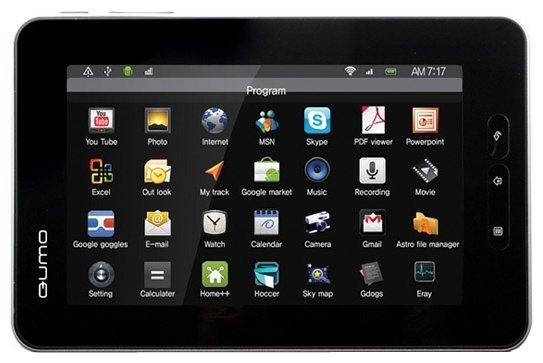 AM 7:17
Program
You Tube Photo Internet MSN Skype PDF viewer Powerpoint
Excel Out look My track Google market Music Recording Movie
Google goggles E-mail Watch Calendar Camera Gmail Astro file manager
Setting Calculater Home++ Hoccer Sky map Gdogs Eray
QUMO